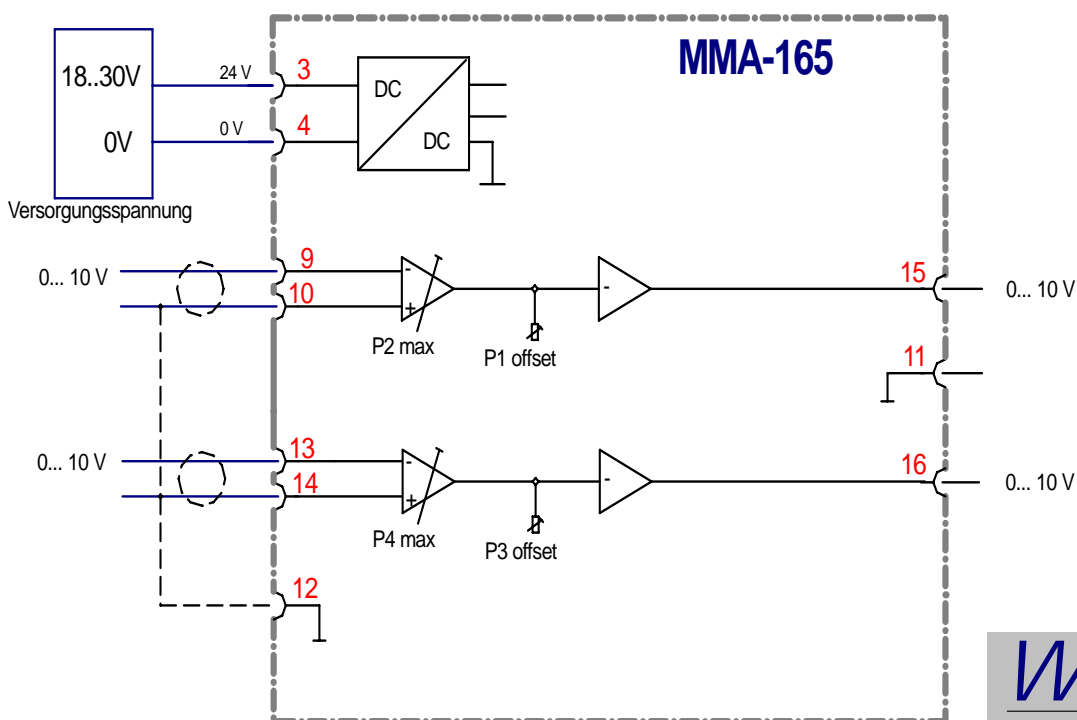 MMA-165
18..30V
24 V
3
DC
0V
0 V
4
DC
Versorgungsspannung
0... 10 V
9
-
10
+
P2 max
P1 offset
-
15
0... 10 V
11
0... 10 V
13
-
14
+
P4 max
P3 offset
-
16
0... 10 V
12